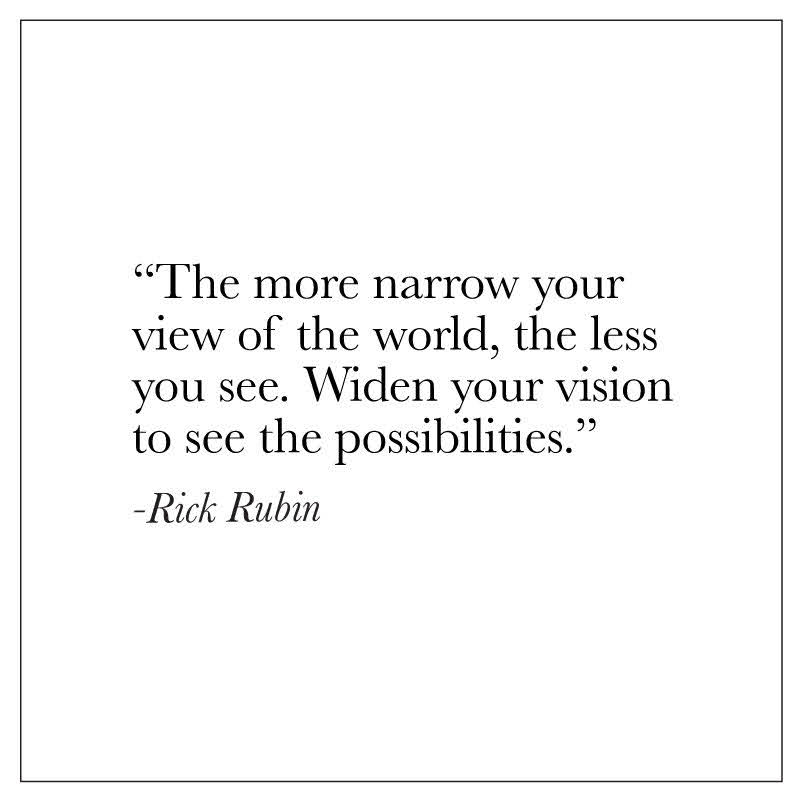 “The more narrow your
view of the world, the less
you see. Widen your vision
to see the possibilities.”
-Rick Rubin